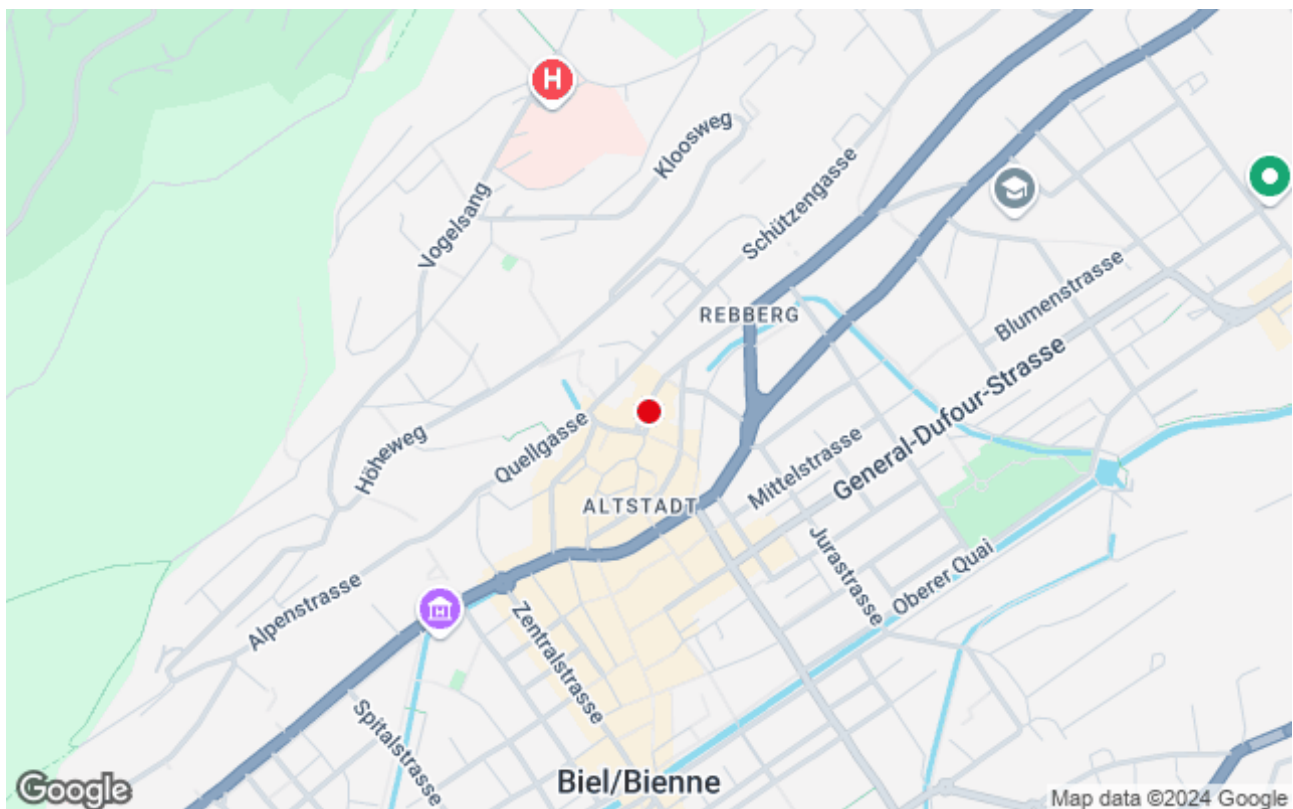 H
Kloosweg
Vogelsang
Schützengasse
REBBERG
Blumenstrasse
General-Dufour-Strasse
Höheweg
Quellgasse
Mittelstrasse
ALTSTADT
Jurastrasse
Oberer Quai
Alpenstrasse
Zentralstrasse
Spitalstrasse
Biel/Bienne
Google
Map data ©2024 Google